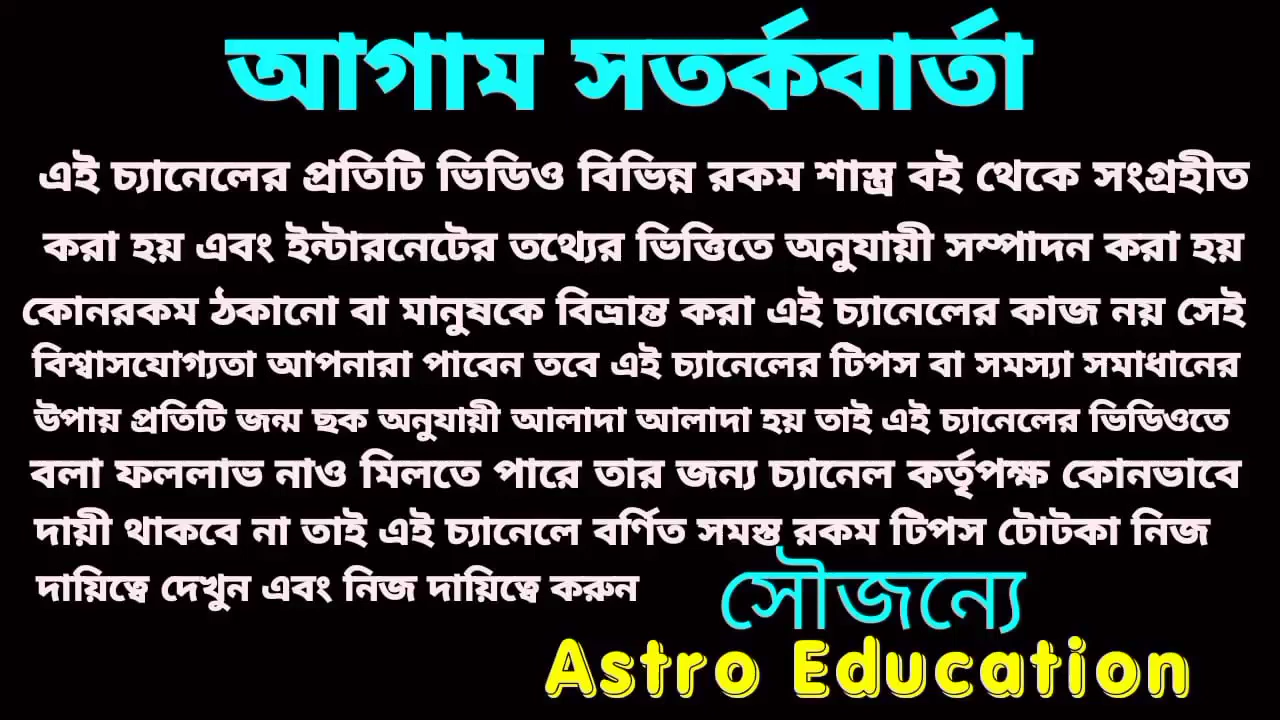 আগাম সতর্কবার্তা
এই চ্যানেলের প্রতিটি ভিডিও বিভিন্ন রকম শাস্ত্র বই থেকে সংগ্রহীত
করা হয় এবং ইন্টারনেটের তথ্যের ভিত্তিতে অনুযায়ী সম্পাদন করা হয়
কোনরকম ঠকানো বা মানুষকে বিভ্রান্ত করা এই চ্যানেলের কাজ নয় সেই
বিশ্বাসযোগ্যতা আপনারা পাবেন তবে এই চ্যানেলের টিপস বা সমস্যা সমাধানের
উপায় প্রতিটি জন্ম ছক অনুযায়ী আলাদা আলাদা হয় তাই এই চ্যানেলের ভিডিওতে
বলা ফললাভ নাও মিলতে পারে তার জন্য চ্যানেল কর্তৃপক্ষ কোনভাবে
দায়ী থাকবে না তাই এই চ্যানেলে বর্ণিত সমস্ত রকম টিপস টোটকা নিজ
দায়িত্বে দেখুন এবং নিজ দায়িত্বে করুন
সৌজন্যে
Astro Education